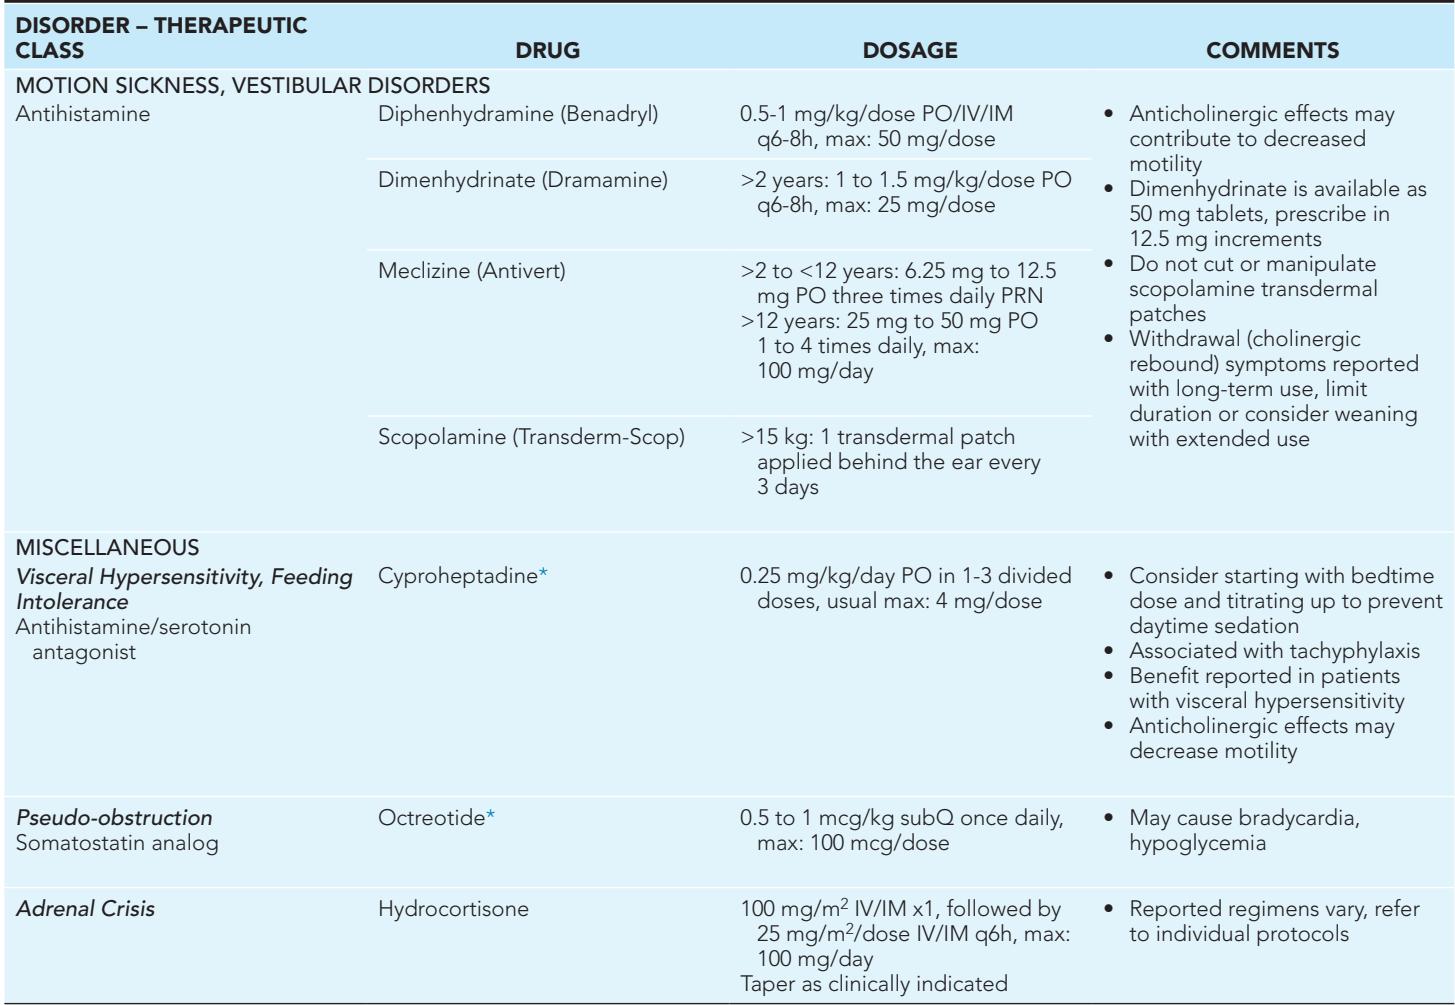 DISORDER – THERAPEUTIC
CLASS
DRUG
DOSAGE
COMMENTS
MOTION SICKNESS, VESTIBULAR DISORDERS
Antihistamine
Diphenhydramine (Benadryl)
0.5-1 mg/kg/dose PO/IV/IM
q6-8h, max: 50 mg/dose
• Anticholinergic effects may
contribute to decreased
motility
• Dimenhydrinate is available as
50 mg tablets, prescribe in
12.5 mg increments
• Do not cut or manipulate
scopolamine transdermal
patches
• Withdrawal (cholinergic
rebound) symptoms reported
with long-term use, limit
duration or consider weaning
with extended use
Dimenhydrinate (Dramamine)
>2 years: 1 to 1.5 mg/kg/dose PO
q6-8h, max: 25 mg/dose
Meclizine (Antivert)
>2 to <12 years: 6.25 mg to 12.5
mg PO three times daily PRN
>12 years: 25 mg to 50 mg PO
1 to 4 times daily, max:
100 mg/day
Scopolamine (Transderm-Scop)
>15 kg: 1 transdermal patch
applied behind the ear every
3 days
MISCELLANEOUS
Visceral Hypersensitivity, Feeding
Intolerance
Antihistamine/serotonin
antagonist
Cyproheptadine*
0.25 mg/kg/day PO in 1-3 divided
doses, usual max: 4 mg/dose
• Consider starting with bedtime
dose and titrating up to prevent
daytime sedation
• Associated with tachyphylaxis
• Benefit reported in patients
with visceral hypersensitivity
• Anticholinergic effects may
decrease motility
Pseudo-obstruction
Somatostatin analog
Octreotide*
0.5 to 1 mcg/kg subQ once daily,
max: 100 mcg/dose
• May cause bradycardia,
hypoglycemia
Adrenal Crisis
Hydrocortisone
100 mg/m² IV/IM x1, followed by
25 mg/m²/dose IV/IM q6h, max:
100 mg/day
Taper as clinically indicated
• Reported regimens vary, refer
to individual protocols